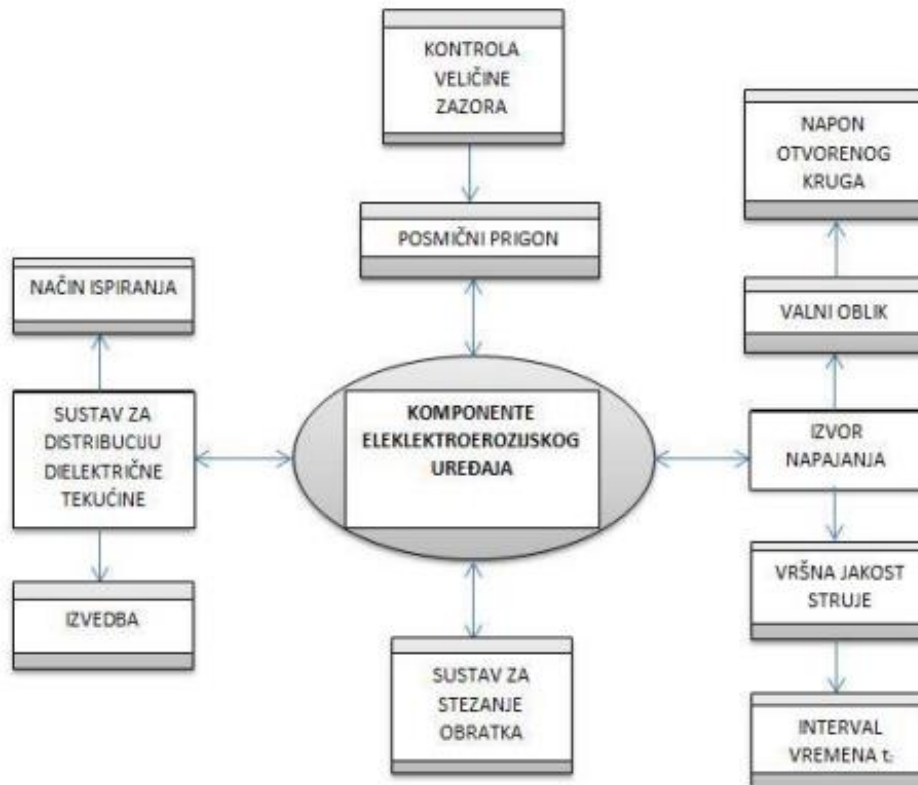 KONTROLA
VELIČINE
ZAZORA
NAPON
OTVORENOG
KRUGA
POSMIČNI PRIGON
NAČIN ISPIRANJA
VALNI OBLIK
SUSTAV ZA
DISTRIBUCIJU
DIELEKTRIČNE
TEKUĆINE
KOMPONENTE
ELEKLEKTROEROZIJSKOG
UREĐAJA
IZVOR
NAPAJANJA
IZVEDBA
VRŠNA JAKOST
STRUJE
SUSTAV ZA
STEZANJE
OBRATKA
INTERVAL
VREMENA